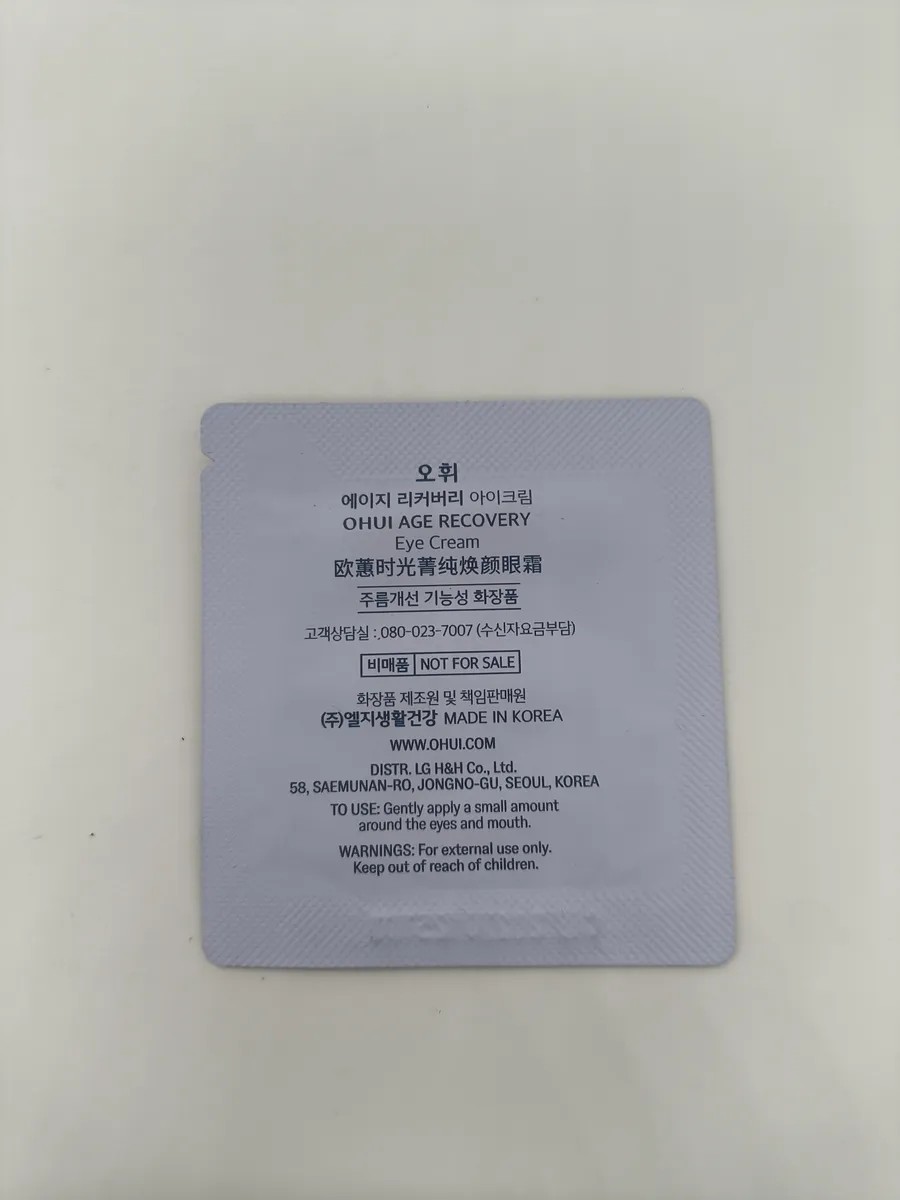 오휘
에이지 리커버리 아이크림
OHUI AGE RECOVERY
Eye Cream
欧蕙时光菁纯焕颜眼霜
주름개선 기능성 화장품
고객상담실 : 080-023-7007 (수신자요금부담)
비매품 NOT FOR SALE
화장품 제조원 및 책임판매원
(주)엘지생활건강 MADE IN KOREA
WWW.OHUI.COM
DISTR. LG H&H Co., Ltd.
58, SAEMUNAN-RO, JONGNO-GU, SEOUL, KOREA
TO USE: Gently apply a small amount
around the eyes and mouth.
WARNINGS: For external use only.
Keep out of reach of children.